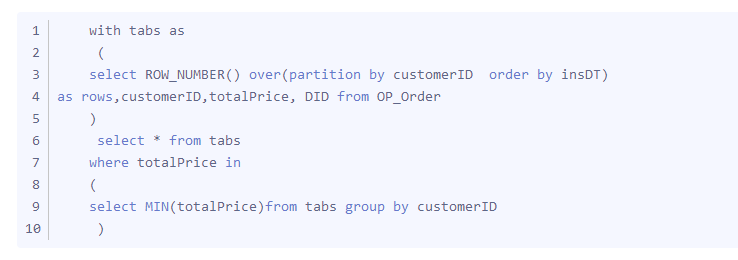 1 with tabs as
2 (
3 select ROW_NUMBER() over(partition by customerID  order by insDT)
4 as rows,customerID,totalPrice, DID from OP_Order
5 )
6 select * from tabs
7 where totalPrice in
8 (
9 select MIN(totalPrice)from tabs group by customerID
10 )